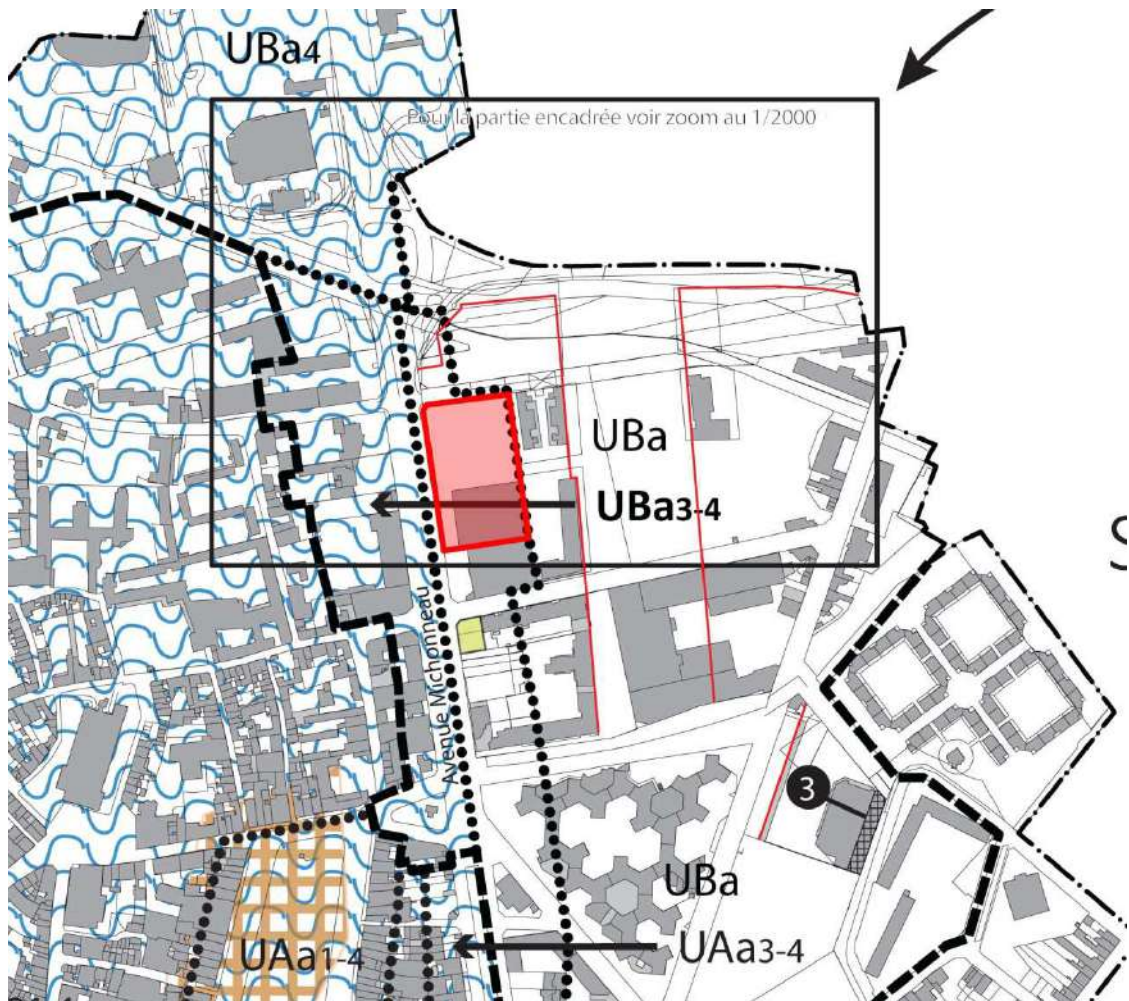 UBa4
Pour la partie encadrée voir zoom au 1/2000
UBa
UBa3-4
S
Avenue Michonneau
3
UBa
UAa1-4
UAa3-4